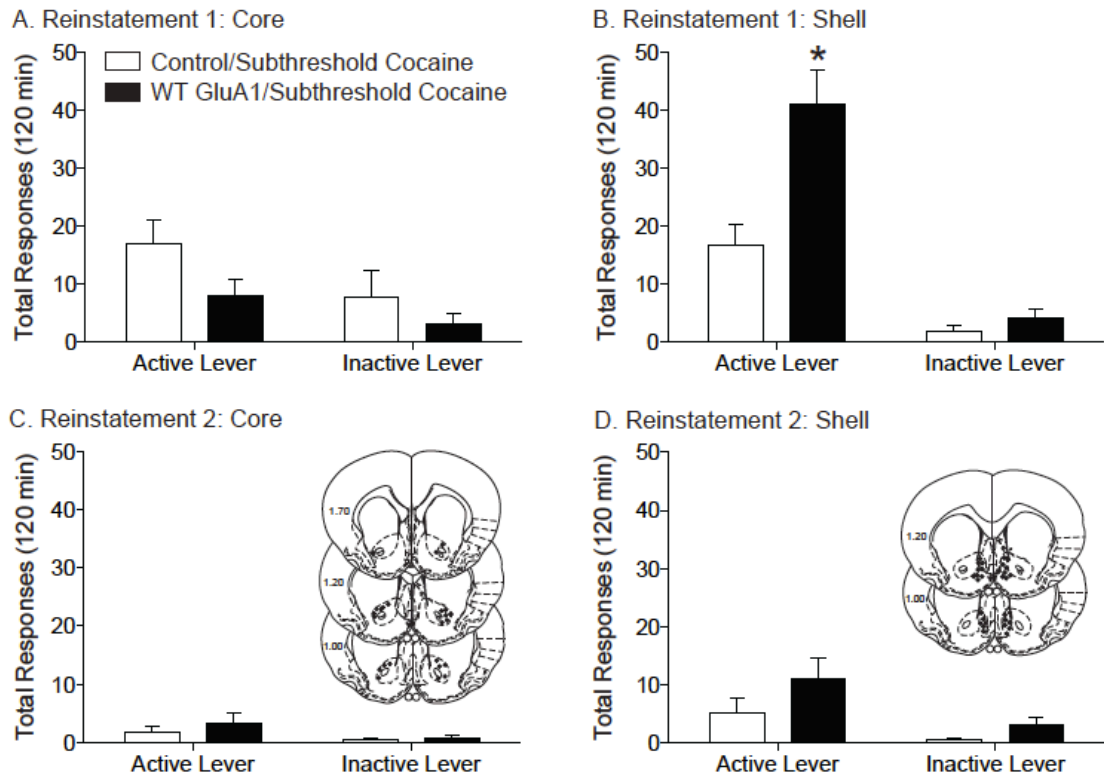 A. Reinstatement 1: Core
Total Responses (120 min)
50
40
30
20
10
0
Control/Subthreshold Cocaine
WT GluA1/Subthreshold Cocaine
Active Lever
Inactive Lever
B. Reinstatement 1: Shell
Total Responses (120 min)
50
40
30
20
10
0
*
Active Lever
Inactive Lever
C. Reinstatement 2: Core
Total Responses (120 min)
50
40
30
20
10
0
1.70
1.20
1.00
Active Lever
Inactive Lever
D. Reinstatement 2: Shell
Total Responses (120 min)
50
40
30
20
10
0
1.20
1.00
Active Lever
Inactive Lever